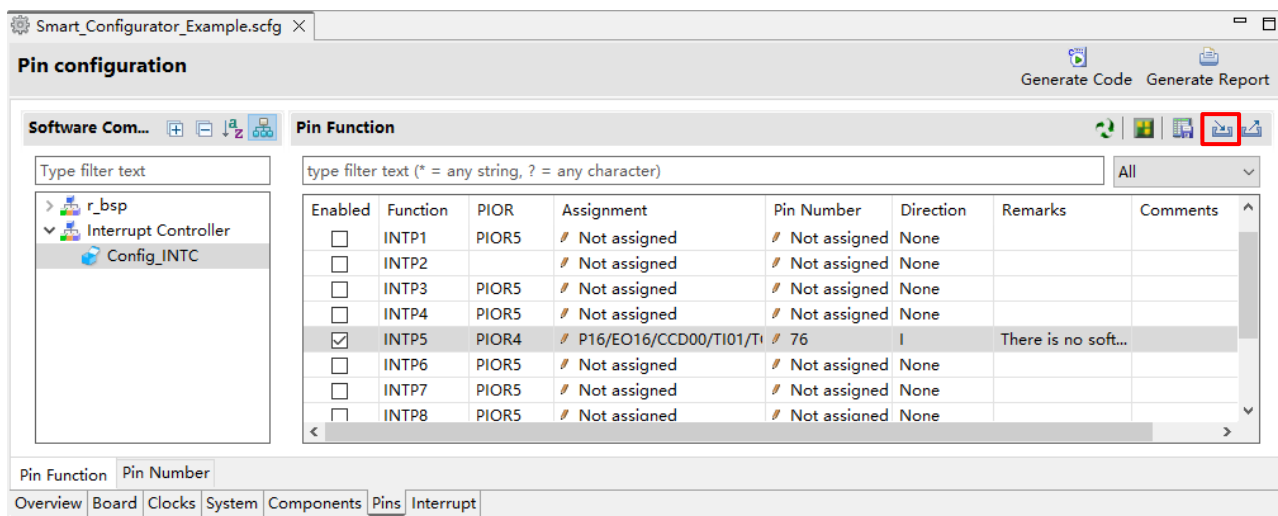 Smart_Configurator_Example.scfg
Pin configuration
Generate Code Generate Report
Software Com... Pin Function
Type filter text type filter text (* = any string, ? = any character) All
r_bsp
Interrupt Controller
Config_INTC
Enabled Function PIOR Assignment Pin Number Direction Remarks Comments
INTP1 PIOR5 Not assigned Not assigned None
INTP2 Not assigned Not assigned None
INTP3 PIOR5 Not assigned Not assigned None
INTP4 PIOR5 Not assigned Not assigned None
INTP5 PIOR4 P16/EO16/CCD00/TI01/ 76 I There is no soft...
INTP6 PIOR5 Not assigned Not assigned None
INTP7 PIOR5 Not assigned Not assigned None
INTP8 PIOR5 Not assigned Not assigned None
Pin Function Pin Number
Overview Board Clocks System Components Pins Interrupt